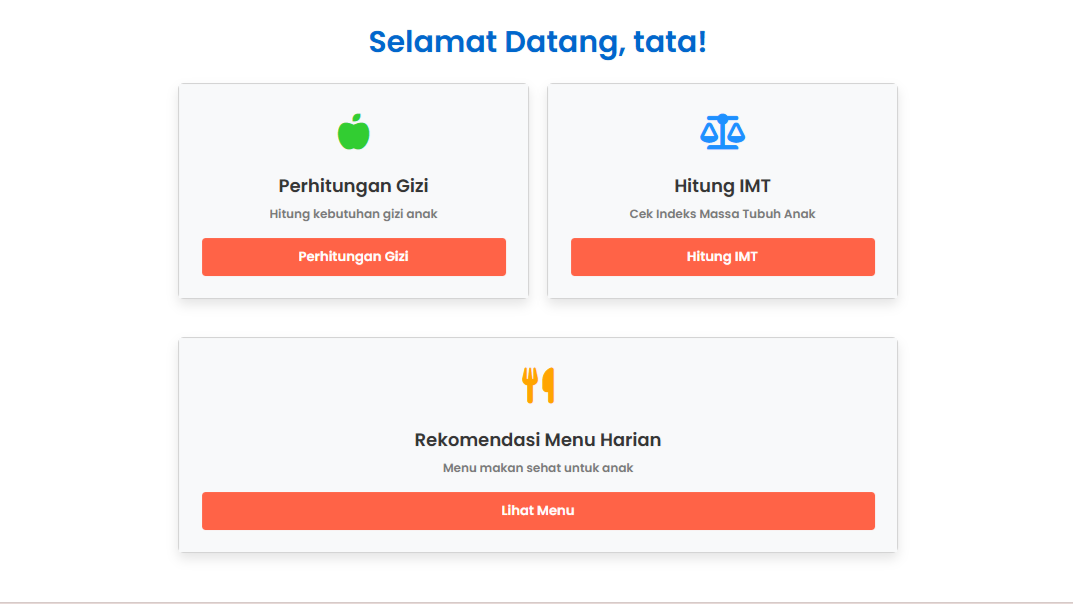 Selamat Datang, tata!
Perhitungan Gizi
Hitung kebutuhan gizi anak
Perhitungan Gizi
Hitung IMT
Cek Indeks Massa Tubuh Anak
Hitung IMT
Rekomendasi Menu Harian
Menu makan sehat untuk anak
Lihat Menu